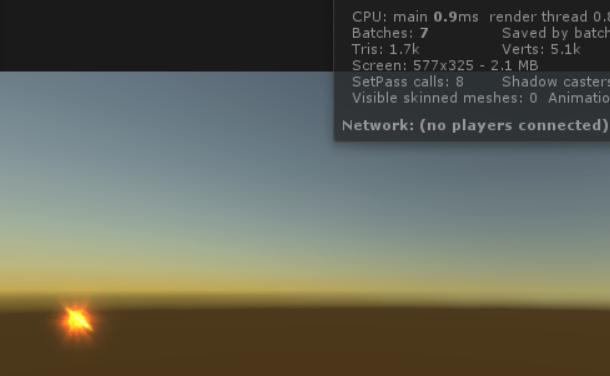 CPU: main 0.9ms render thread 0.8
Batches: 7 Saved by batch
Tris: 1.7k Verts: 5.1k
Screen: 577x325 - 2.1 MB
SetPass calls: 8 Shadow casters
Visible skinned meshes: 0 Animatio
Network: (no players connected)